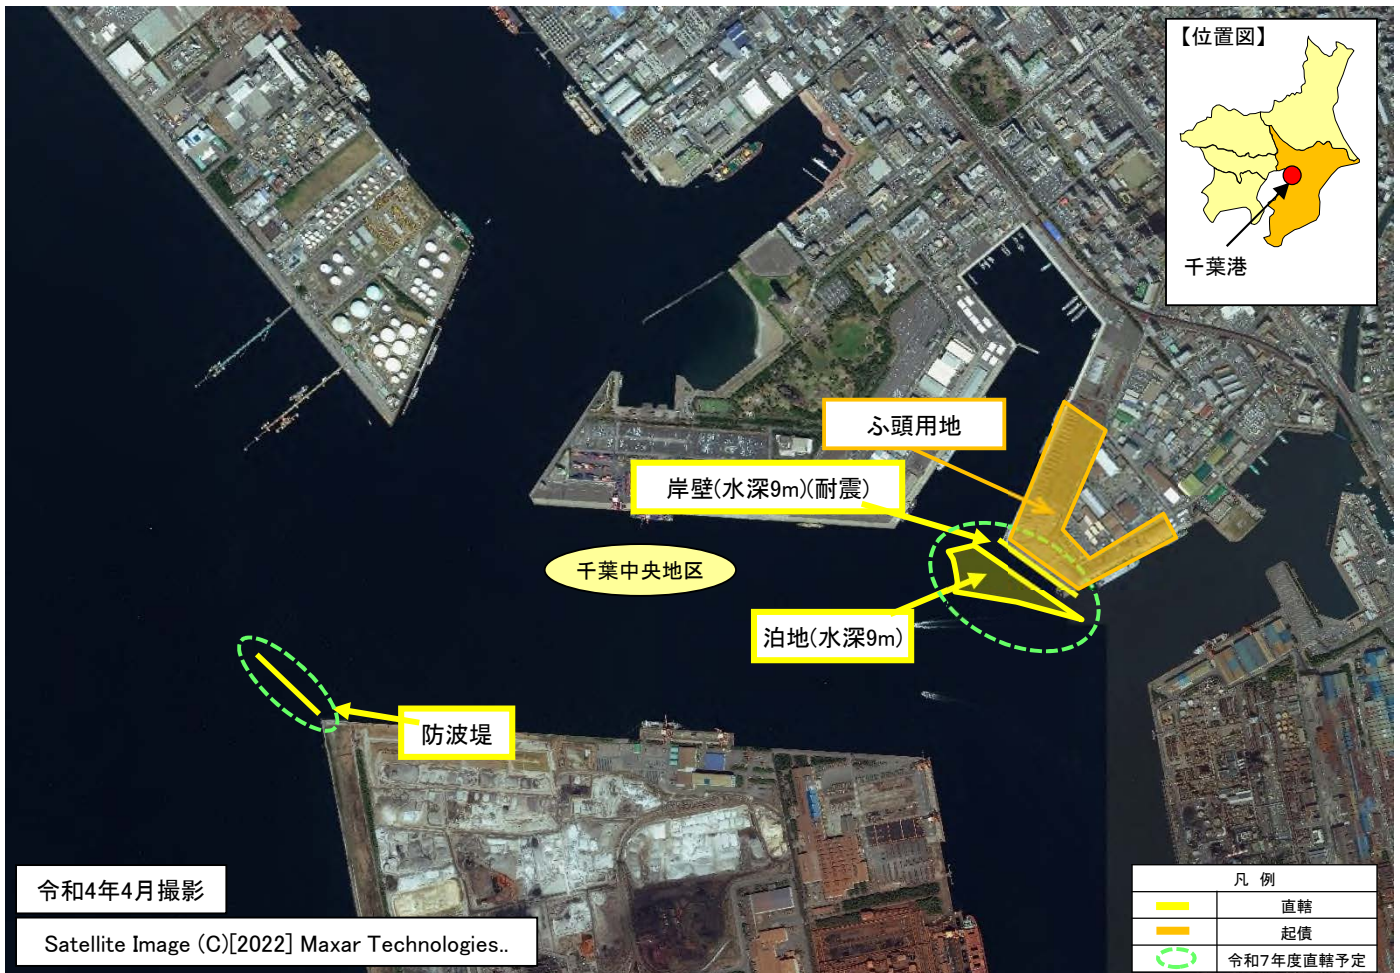 【位置図】
千葉港
ふ頭用地
岸壁(水深9m)(耐震)
千葉中央地区
泊地(水深9m)
防波堤
令和4年4月撮影
Satellite Image (C)[2022] Maxar Technologies..
凡 例
直轄
起債
令和7年度直轄予定